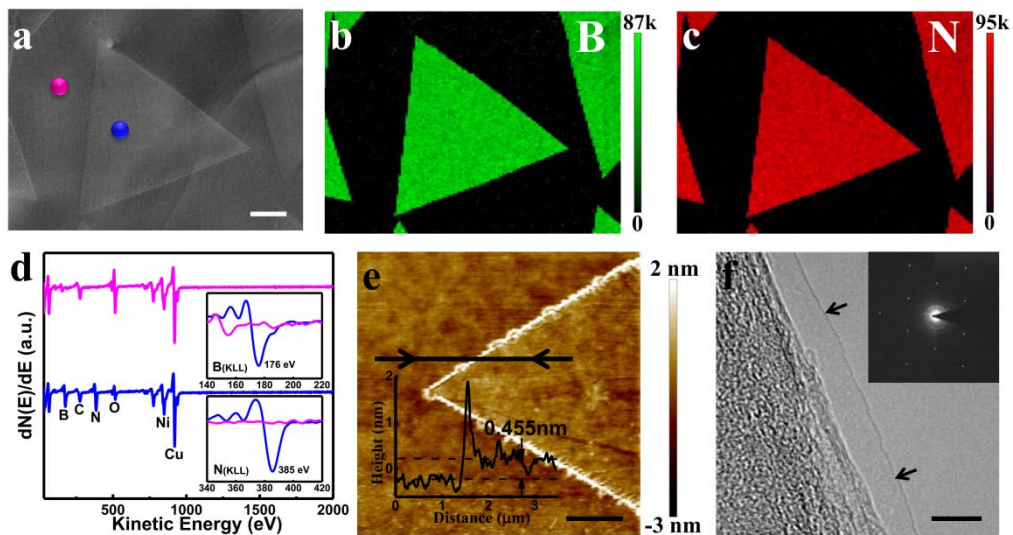 a
b
B
87k
0
c
N
95k
0
d
dN(E)/dE (a.u.)
B
C
N
O
Ni
Cu
B(KLL)
176 eV
140 160 180 200 220
N(KLL)
385 eV
340 360 380 400 420
500 1000 1500 2000
Kinetic Energy (eV)
e
2 nm
-3 nm
Height (nm)
2
1
0
0.455nm
0 1 2 3
Distance (μm)
f